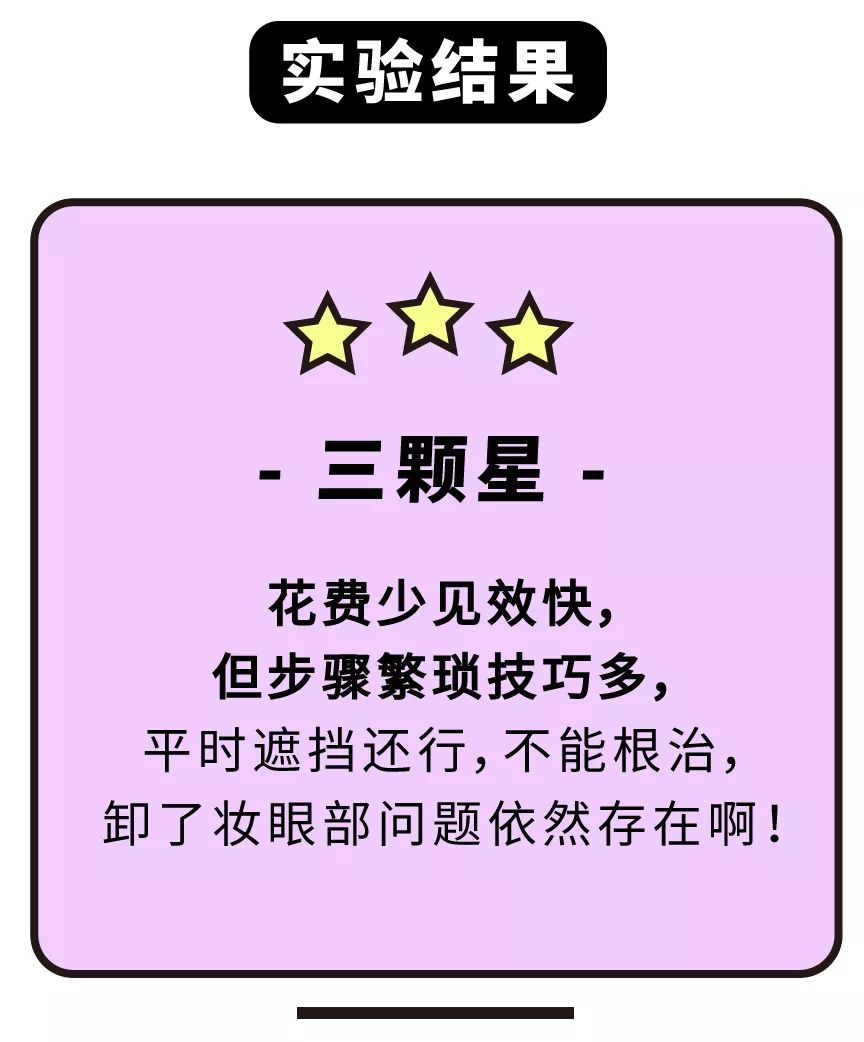 实验结果
- 三颗星 -
花费少见效快，
但步骤繁琐技巧多，
平时遮挡还行，不能根治，
卸了妆眼部问题依然存在啊！